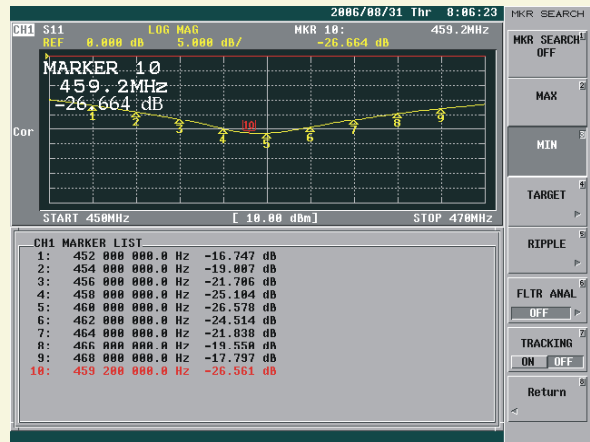 2006/08/31 Thr 8:06:23
MKR SEARCH
CH1 S11 LOG MAG MKR 10: 459.2MHz
REF 0.000 dB 5.000 dB/ -26.664 dB
MARKER 10
459.2MHz
-26.664 dB
1 2 3 4 10 5 6 7 8 9
Cor
START 450MHz [ 10.00 dBm] STOP 470MHz
CH1 MARKER LIST
1: 452 000 000.0 Hz -16.747 dB
2: 454 000 000.0 Hz -19.007 dB
3: 456 000 000.0 Hz -21.706 dB
4: 458 000 000.0 Hz -25.104 dB
5: 460 000 000.0 Hz -26.578 dB
6: 462 000 000.0 Hz -24.514 dB
7: 464 000 000.0 Hz -21.838 dB
8: 466 000 000.0 Hz -19.550 dB
9: 468 000 000.0 Hz -17.797 dB
10: 459 200 000.0 Hz -26.561 dB
MKR SEARCH 1
OFF
MAX 2
MIN 3
TARGET 4
RIPPLE 5
FLTR ANAL 6
OFF
TRACKING 7
ON OFF
Return 8